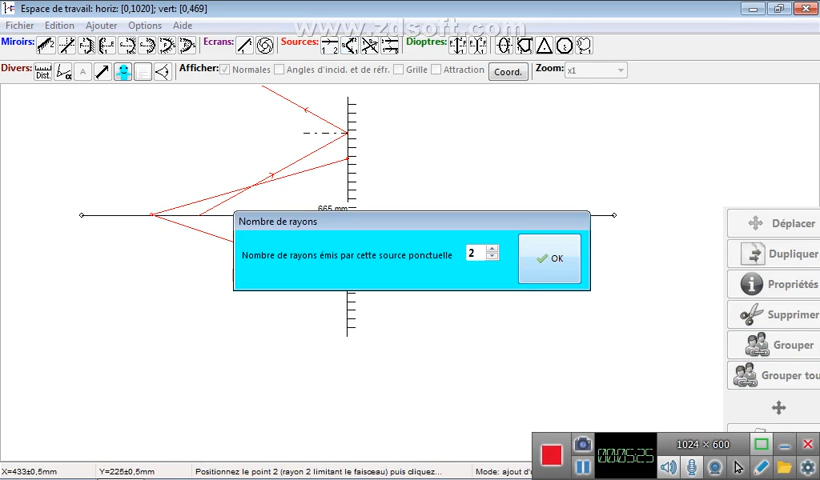 Espace de travail: horiz: [0,1020]; vert: [0,469]
www.zdsoft.com
Fichier Edition Ajouter Options A propos
Miroirs: Ecrans: Sources: Dioptres:
Divers: Dist. A Afficher: Normales Angles d'incid. et de réfr. Grille Attraction Coord. Zoom: x1
665 mm
Nombre de rayons
Nombre de rayons émis par cette source ponctuelle 2 OK
Déplacer
Dupliquer
Propriétés
Supprimer
Grouper
Grouper tou
00:05:25
1024 × 600
X=433±0,5mm Y=225±0,5mm Positionnez le point 2 (rayon 2 limitant le faisceau) puis cliquez... Mode: ajout d'